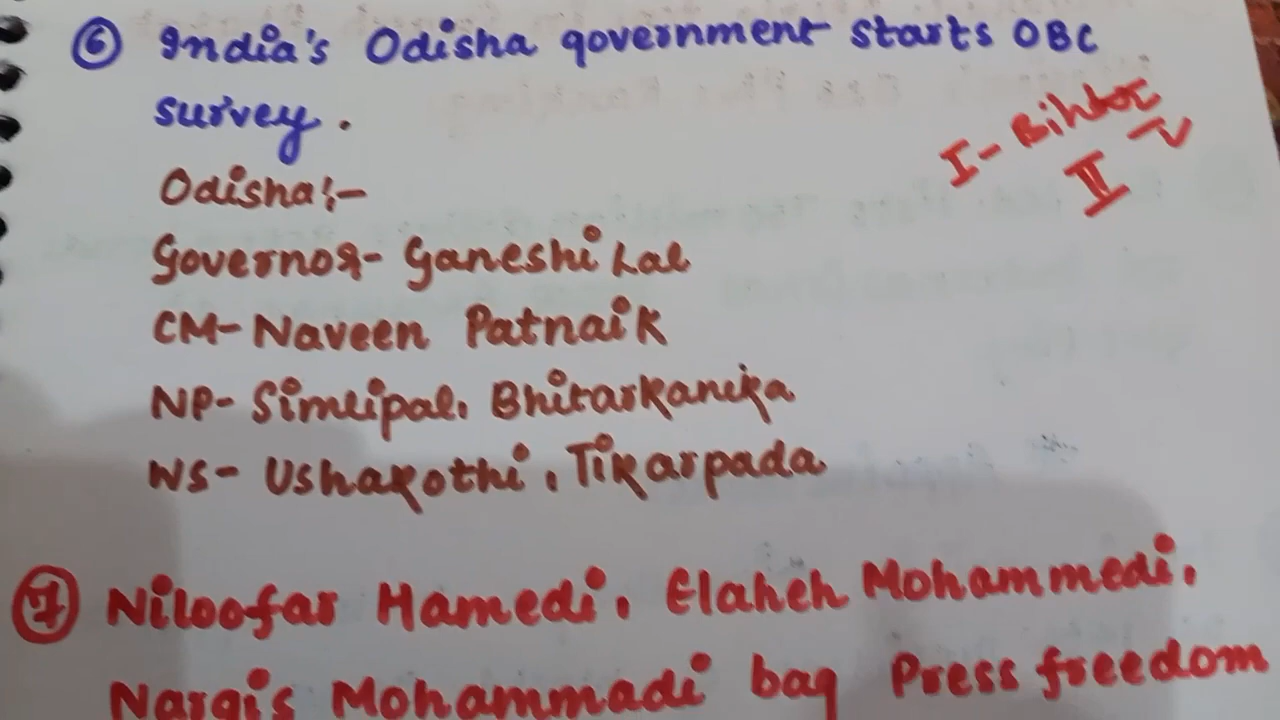 6 India's Odisha government starts OBC
survey.
I- Bihar
II
Odisha:-
Governor- Ganeshi Lal
CM- Naveen Patnaik
NP- Simlipal, Bhitarkanika
WS- Ushakothi, Tikarpada
7 Niloofar Hamedi, Elaheh Mohammedi,
Nargis Mohammadi bag Press freedom